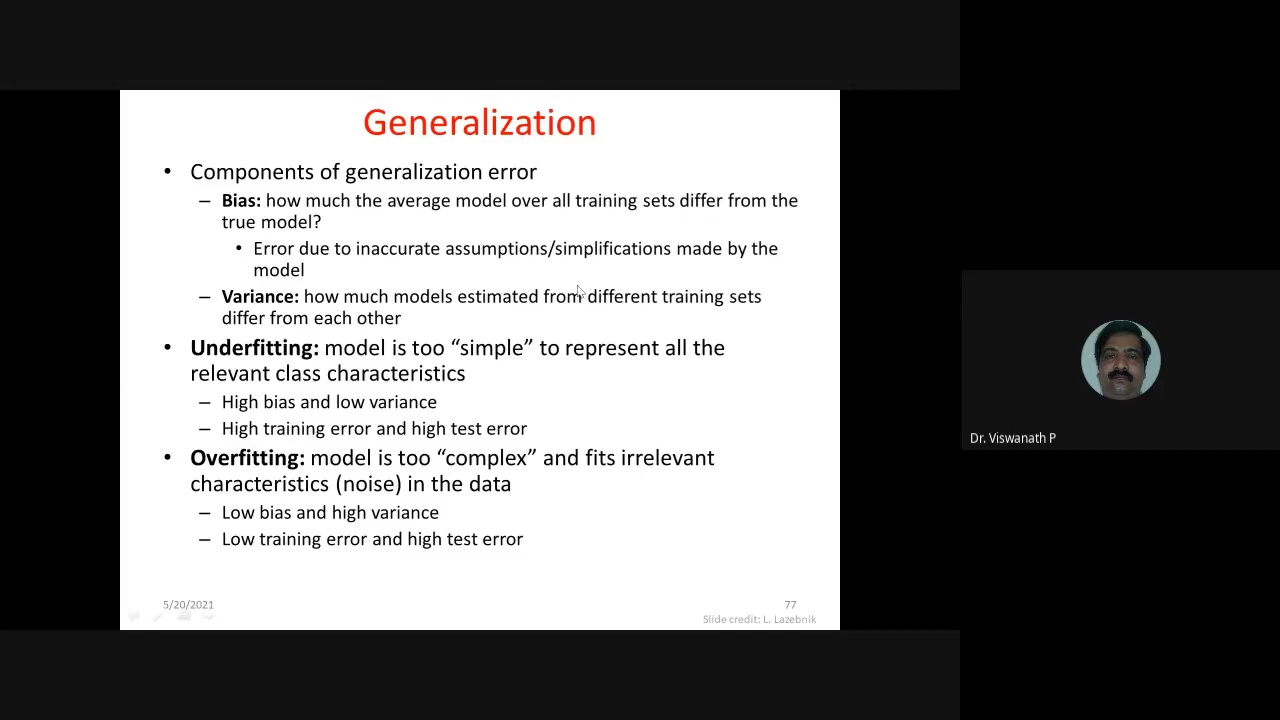 Generalization
• Components of generalization error
– Bias: how much the average model over all training sets differ from the
true model?
• Error due to inaccurate assumptions/simplifications made by the
model
– Variance: how much models estimated from different training sets
differ from each other
• Underfitting: model is too “simple” to represent all the
relevant class characteristics
– High bias and low variance
– High training error and high test error
• Overfitting: model is too “complex” and fits irrelevant
characteristics (noise) in the data
– Low bias and high variance
– Low training error and high test error
5/20/2021
77
Slide credit: L. Lazebnik
Dr. Viswanath P